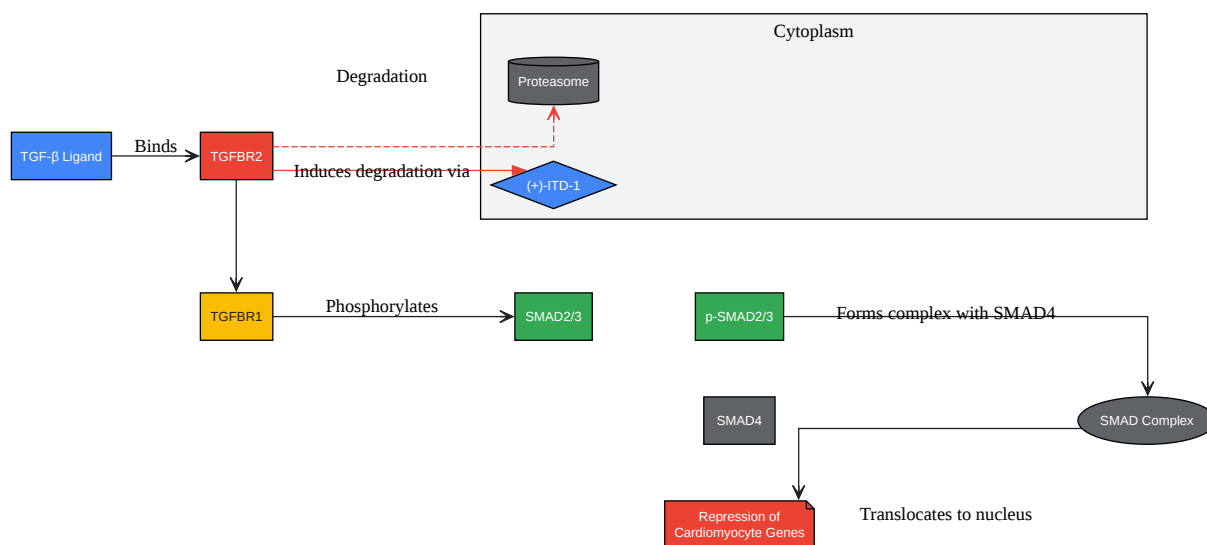 Cytoplasm
Degradation
Proteasome
TGF-β Ligand
Binds
TGFBR2
Induces degradation via
(+)-ITD-1
TGFBR1
Phosphorylates
SMAD2/3
p-SMAD2/3
Forms complex with SMAD4
SMAD4
SMAD Complex
Repression of
Cardiomyocyte Genes
Translocates to nucleus